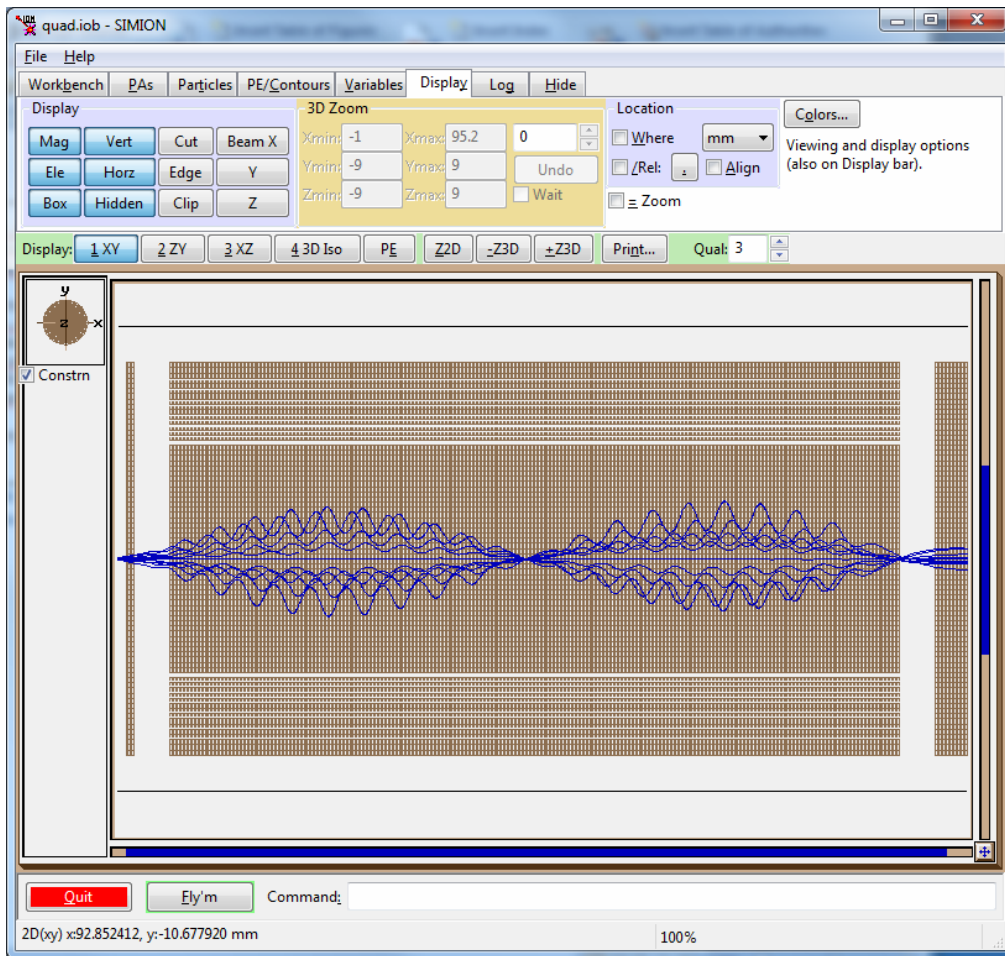 quad.iob - SIMION
File Help
Workbench PAs Particles PE/Contours Variables Display Log Hide
Display 3D Zoom Location Colors...
Mag Vert Cut Beam X Xmin: -1 Xmax: 95.2 0 Where mm Viewing and display options
(also on Display bar).
Ele Horz Edge Y Ymin: -9 Ymax: 9 Undo /Rel: . Align
Box Hidden Clip Z Zmin: -9 Zmax: 9 Wait = Zoom
Display: 1 XY 2 ZY 3 XZ 4 3D Iso PE Z2D -Z3D +Z3D Print... Qual: 3
y
z x
Constrn
Quit Fly'm Command:
2D(xy) x:92.852412, y:-10.677920 mm 100%